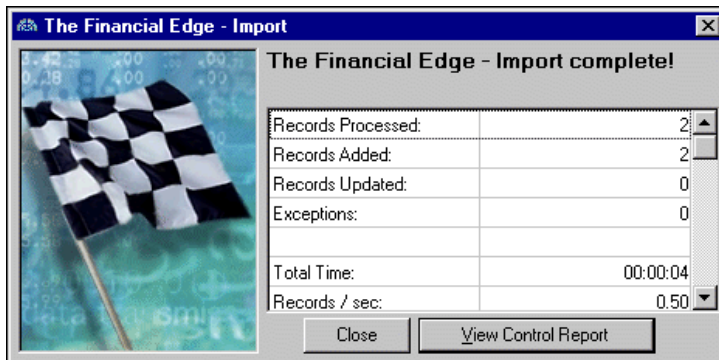 The Financial Edge - Import
The Financial Edge - Import complete!
Records Processed: 2
Records Added: 2
Records Updated: 0
Exceptions: 0
Total Time: 00:00:04
Records / sec: 0.50
Close View Control Report